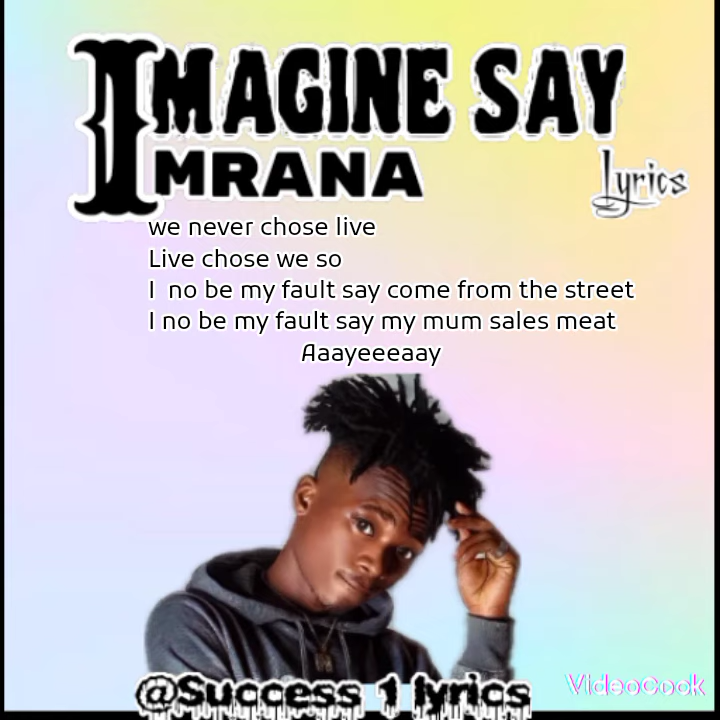 IMAGINE SAY
IMRANA
Lyrics
we never chose live
Live chose we so
I no be my fault say come from the street
I no be my fault say my mum sales meat
Aaayeeeaay
@Success 1 lyrics
VideoCook